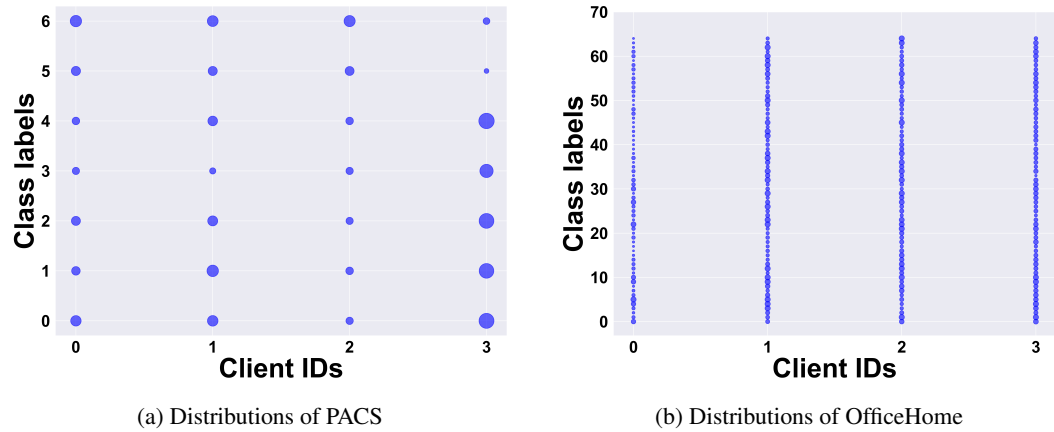 6
5
4
3
2
1
0
Class labels
0 1 2 3
Client IDs
(a) Distributions of PACS
70
60
50
40
30
20
10
0
Class labels
0 1 2 3
Client IDs
(b) Distributions of OfficeHome